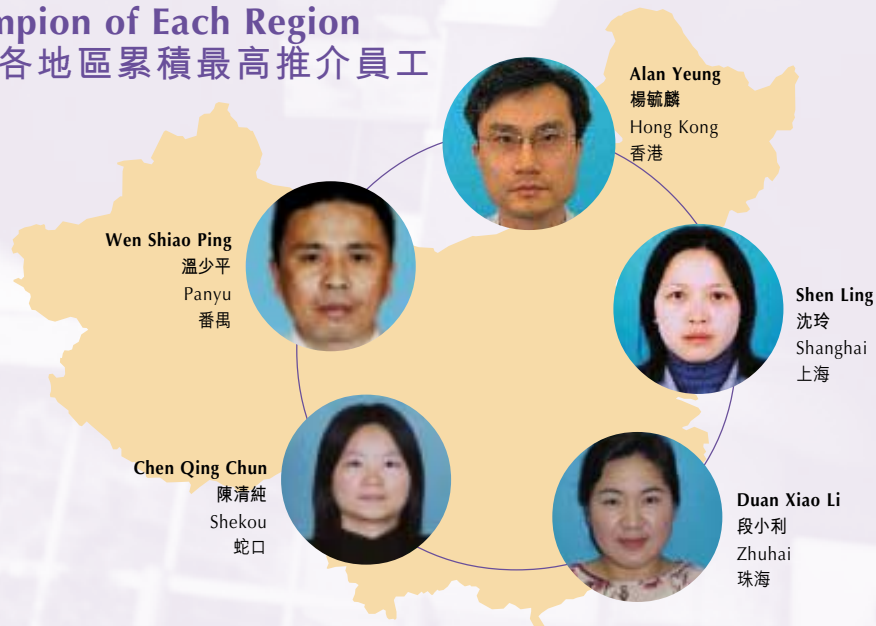 mpion of Each Region
各地區累積最高推介員工
Alan Yeung
楊毓麟
Hong Kong
香港
Wen Shiao Ping
溫少平
Panyu
番禺
Shen Ling
沈玲
Shanghai
上海
Chen Qing Chun
陳清純
Shekou
蛇口
Duan Xiao Li
段小利
Zhuhai
珠海